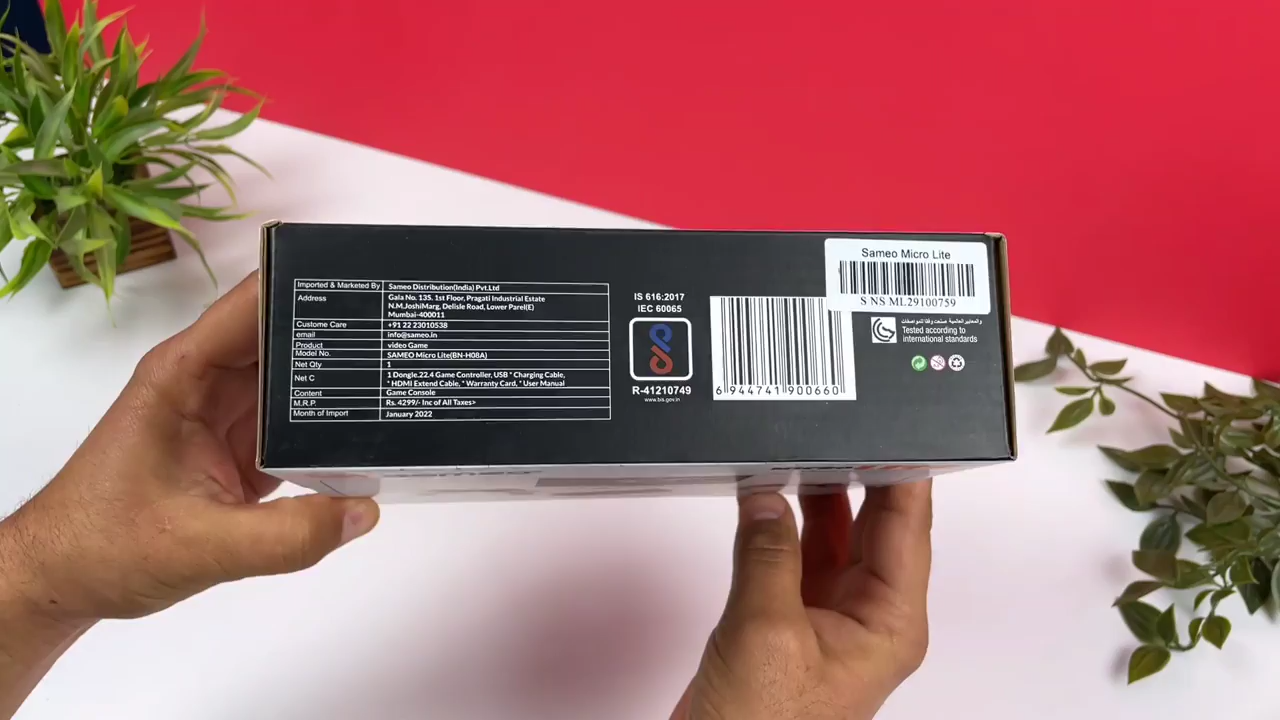 Imported & Marketed By Sameo Distribution(India) Pvt.Ltd
Address Gala No. 135. 1st Floor, Pragati Industrial Estate
N.M.JoshiMarg, Delisle Road, Lower Parel(E)
Mumbai-400011
Custome Care +91 22 23010538
email info@sameo.in
Product video Game
Model No. SAMEO Micro Lite(BN-H08A)
Net Qty 1
Net C 1 Dongle.22.4 Game Controller, USB * Charging Cable,
* HDMI Extend Cable, * Warranty Card, * User Manual
Content Game Console
M.R.P. Rs. 4299/- Inc of All Taxes>
Month of Import January 2022
IS 616:2017
IEC 60065
R-41210749
www.bis.gov.in
6 944741 900660
Sameo Micro Lite
S NS ML29100759
Tested according to
international standards